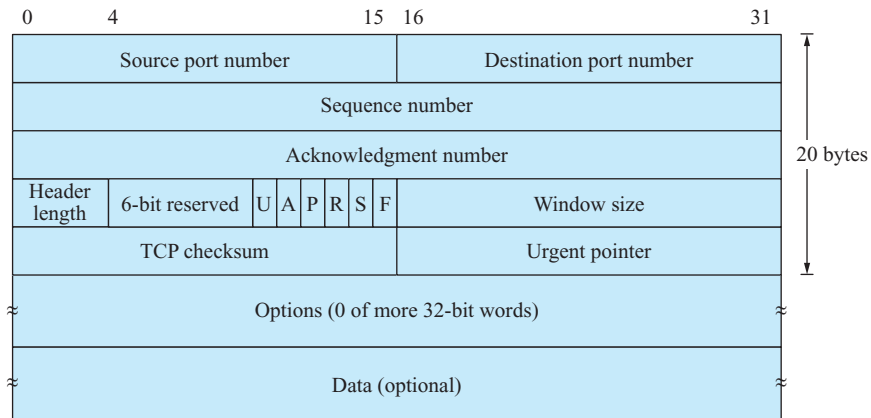 0 4 15 16 31
Source port number Destination port number
Sequence number
Acknowledgment number
20 bytes
Header
length
6-bit reserved U A P R S F Window size
TCP checksum Urgent pointer
Options (0 of more 32-bit words)
Data (optional)